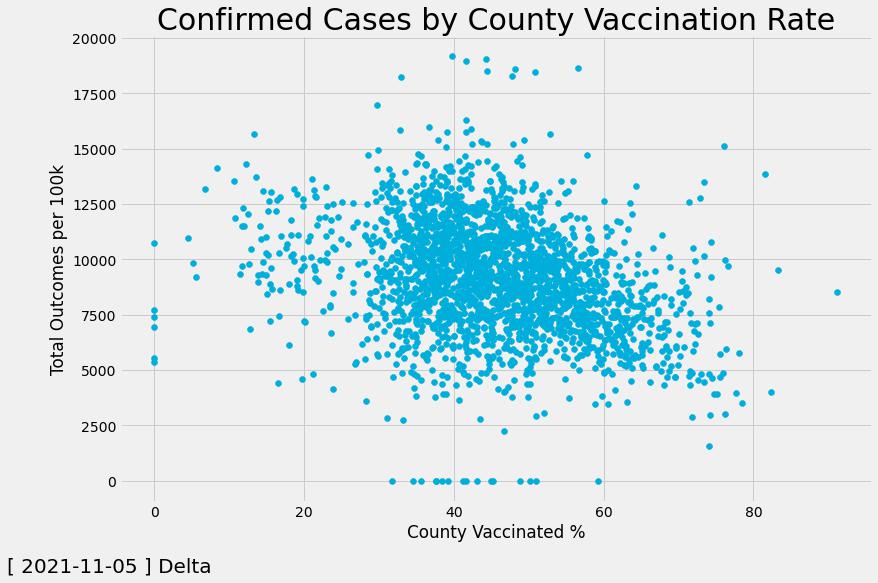 Confirmed Cases by County Vaccination Rate
20000
17500
15000
12500
10000
7500
5000
2500
0
Total Outcomes per 100k
0 20 40 60 80
County Vaccinated %
[ 2021-11-05 ] Delta